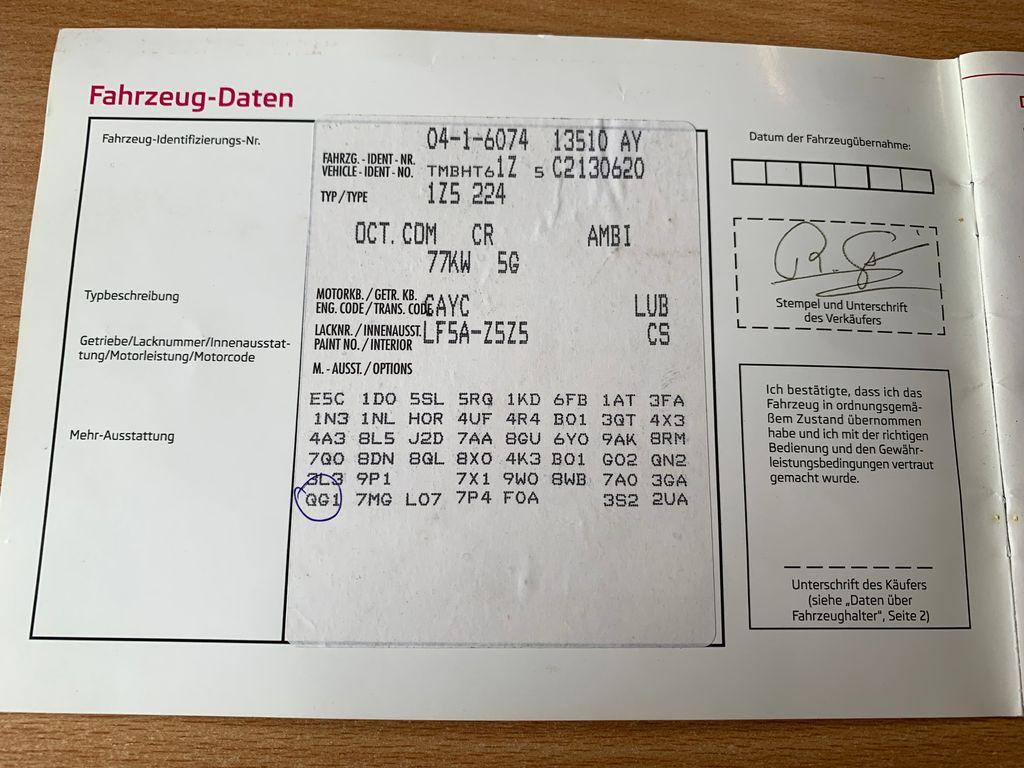 Fahrzeug-Daten
Fahrzeug-Identifizierungs-Nr.
Typbeschreibung
Getriebe/Lacknummer/Innenausstat-
tung/Motorleistung/Motorcode
Mehr-Ausstattung
04-1-6074 13510 AY
FAHRZG.-IDENT-NR.
VEHICLE-IDENT-NO. TMBHT61Z 5 C2130620
TYP/TYPE 1Z5 224
OCT.COM CR AMBI
77KW 5G
MOTORKB./GETR. KB.
ENG. CODE/TRANS. CODE CAYC LUB
LACKNR./INNENAUSST.
PAINT NO./INTERIOR LF5A-Z5Z5 CS
M.-AUSST./OPTIONS
E5C 1D0 5SL 5RQ 1KD 6FB 1AT 3FA
1N3 1NL H0R 4UF 4R4 B01 3QT 4X3
4A3 8L5 J2D 7AA 8GU 6Y0 9AK 8RM
7Q0 8DN 8QL 8X0 4K3 B01 G02 QN2
3L3 9P1 7X1 9W0 8WB 7A0 3GA
QG1 7MG L07 7P4 F0A 3S2 2UA
Datum der Fahrzeugübernahme:
Stempel und Unterschrift
des Verkäufers
Ich bestätigte, dass ich das
Fahrzeug in ordnungsgemä-
ßem Zustand übernommen
habe und ich mit der richtigen
Bedienung und den Gewähr-
leistungsbedingungen vertraut
gemacht wurde.
Unterschrift des Käufers
(siehe „Daten über
Fahrzeughalter", Seite 2)